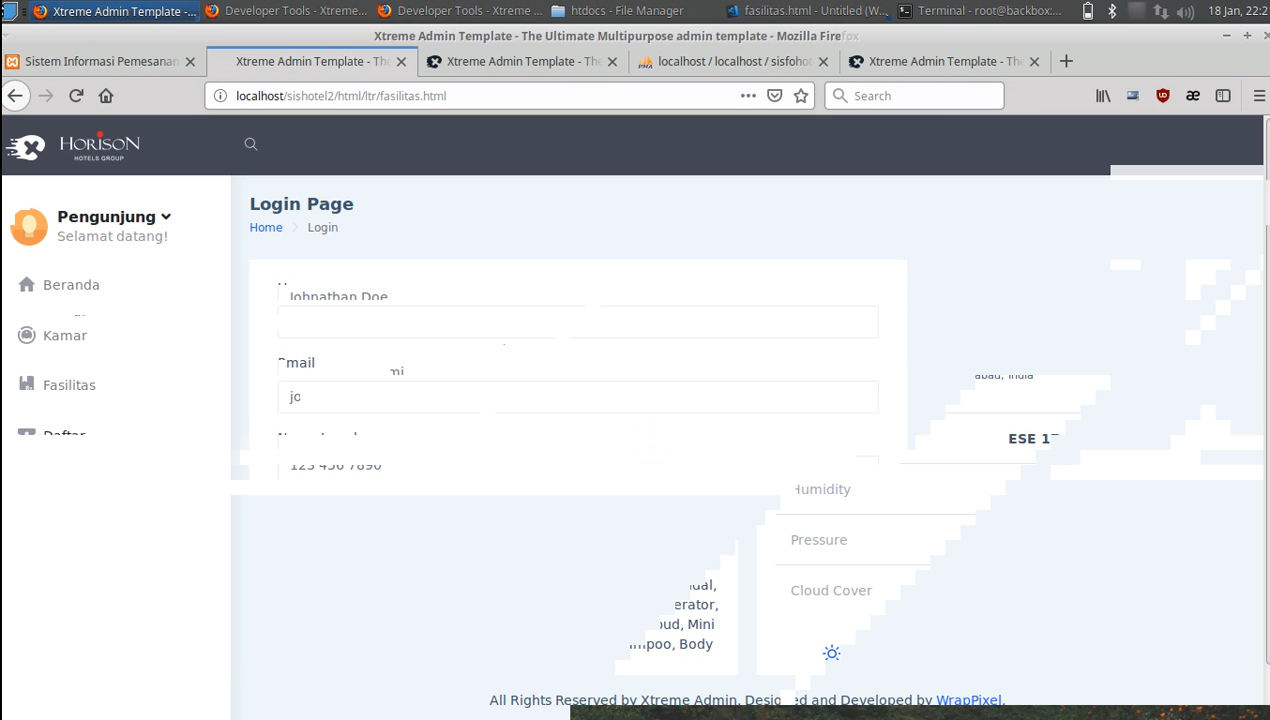 Xtreme Admin Template -...
Developer Tools - Xtreme ...
Developer Tools - Xtreme ...
htdocs - File Manager
fasilitas.html - Untitled (W...
Terminal - root@backbox:...
18 Jan, 22:2
Xtreme Admin Template - The Ultimate Multipurpose admin template - Mozilla Firefox
Sistem Informasi Pemesanan
Xtreme Admin Template - The
Xtreme Admin Template - The
localhost / localhost / sisfoho
Xtreme Admin Template - The
localhost/sishotel2/html/ltr/fasilitas.html
Search
HORISON
HOTELS GROUP
Pengunjung
Selamat datang!
Beranda
Kamar
Fasilitas
Daftar
Login Page
Home > Login
Johnathan Doe
Email
mi
jo
123 456 7890
abad, India
ESE 17
Humidity
Pressure
Cloud Cover
dal,
erator,
oud, Mini
mpoo, Body
All Rights Reserved by Xtreme Admin. Designed and Developed by WrapPixel.